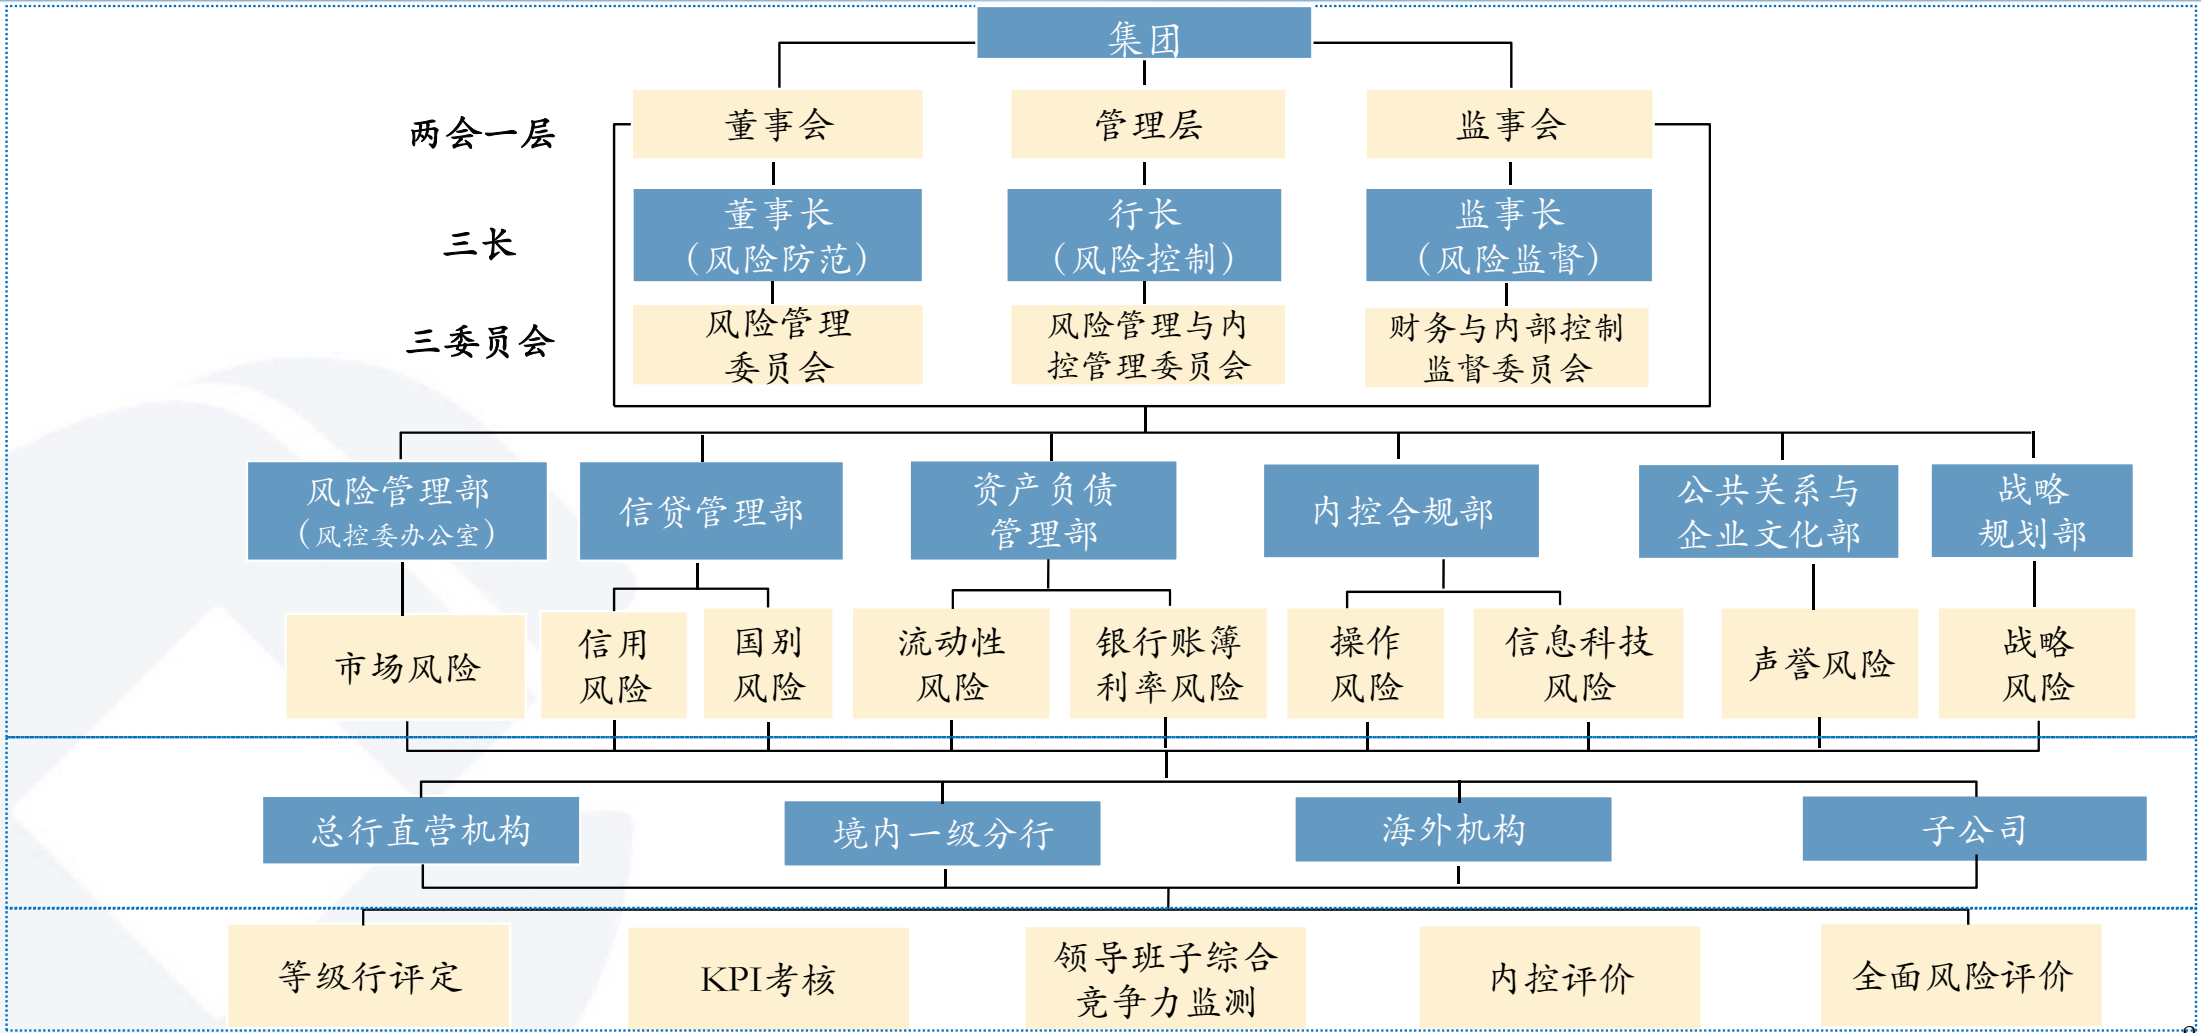 集团
两会一层
董事会
管理层
监事会
三长
董事长
（风险防范）
行长
（风险控制）
监事长
（风险监督）
三委员会
风险管理
委员会
风险管理与内
控管理委员会
财务与内部控制
监督委员会
风险管理部
（风控委办公室）
信贷管理部
资产负债
管理部
内控合规部
公共关系与
企业文化部
战略
规划部
市场风险
信用
风险
国别
风险
流动性
风险
银行账簿
利率风险
操作
风险
信息科技
风险
声誉风险
战略
风险
总行直营机构
境内一级分行
海外机构
子公司
等级行评定
KPI考核
领导班子综合
竞争力监测
内控评价
全面风险评价